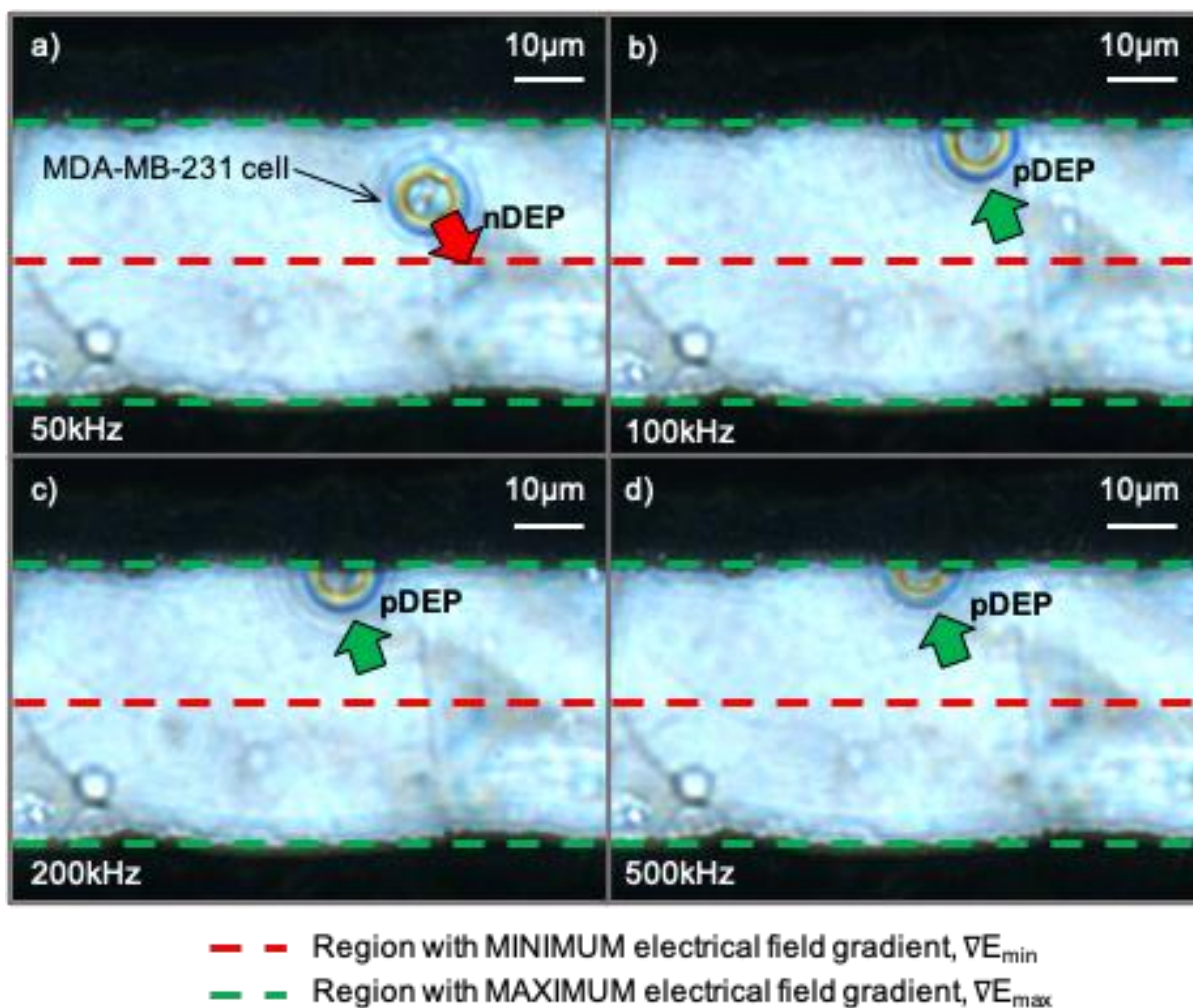 a)
10µm
MDA-MB-231 cell
nDEP
50kHz
b)
10µm
pDEP
100kHz
c)
10µm
pDEP
200kHz
d)
10µm
pDEP
500kHz
Region with MINIMUM electrical field gradient, ∇Emin
Region with MAXIMUM electrical field gradient, ∇Emax